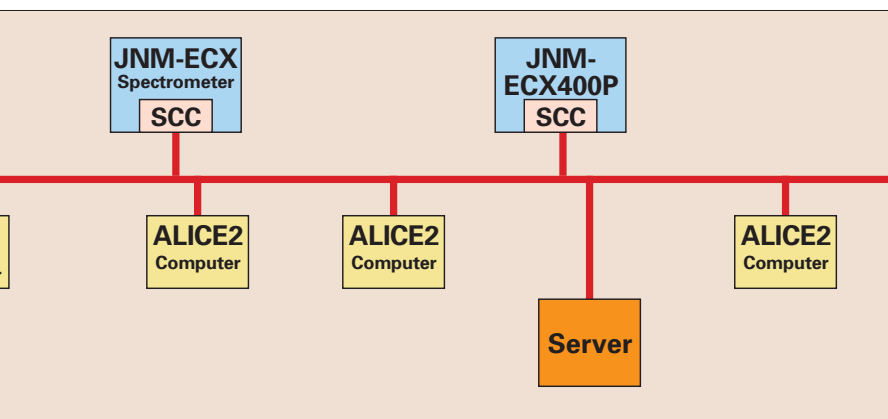 JNM-ECX
Spectrometer
SCC
JNM-
ECX400P
SCC
ALICE2
Computer
ALICE2
Computer
ALICE2
Computer
Server